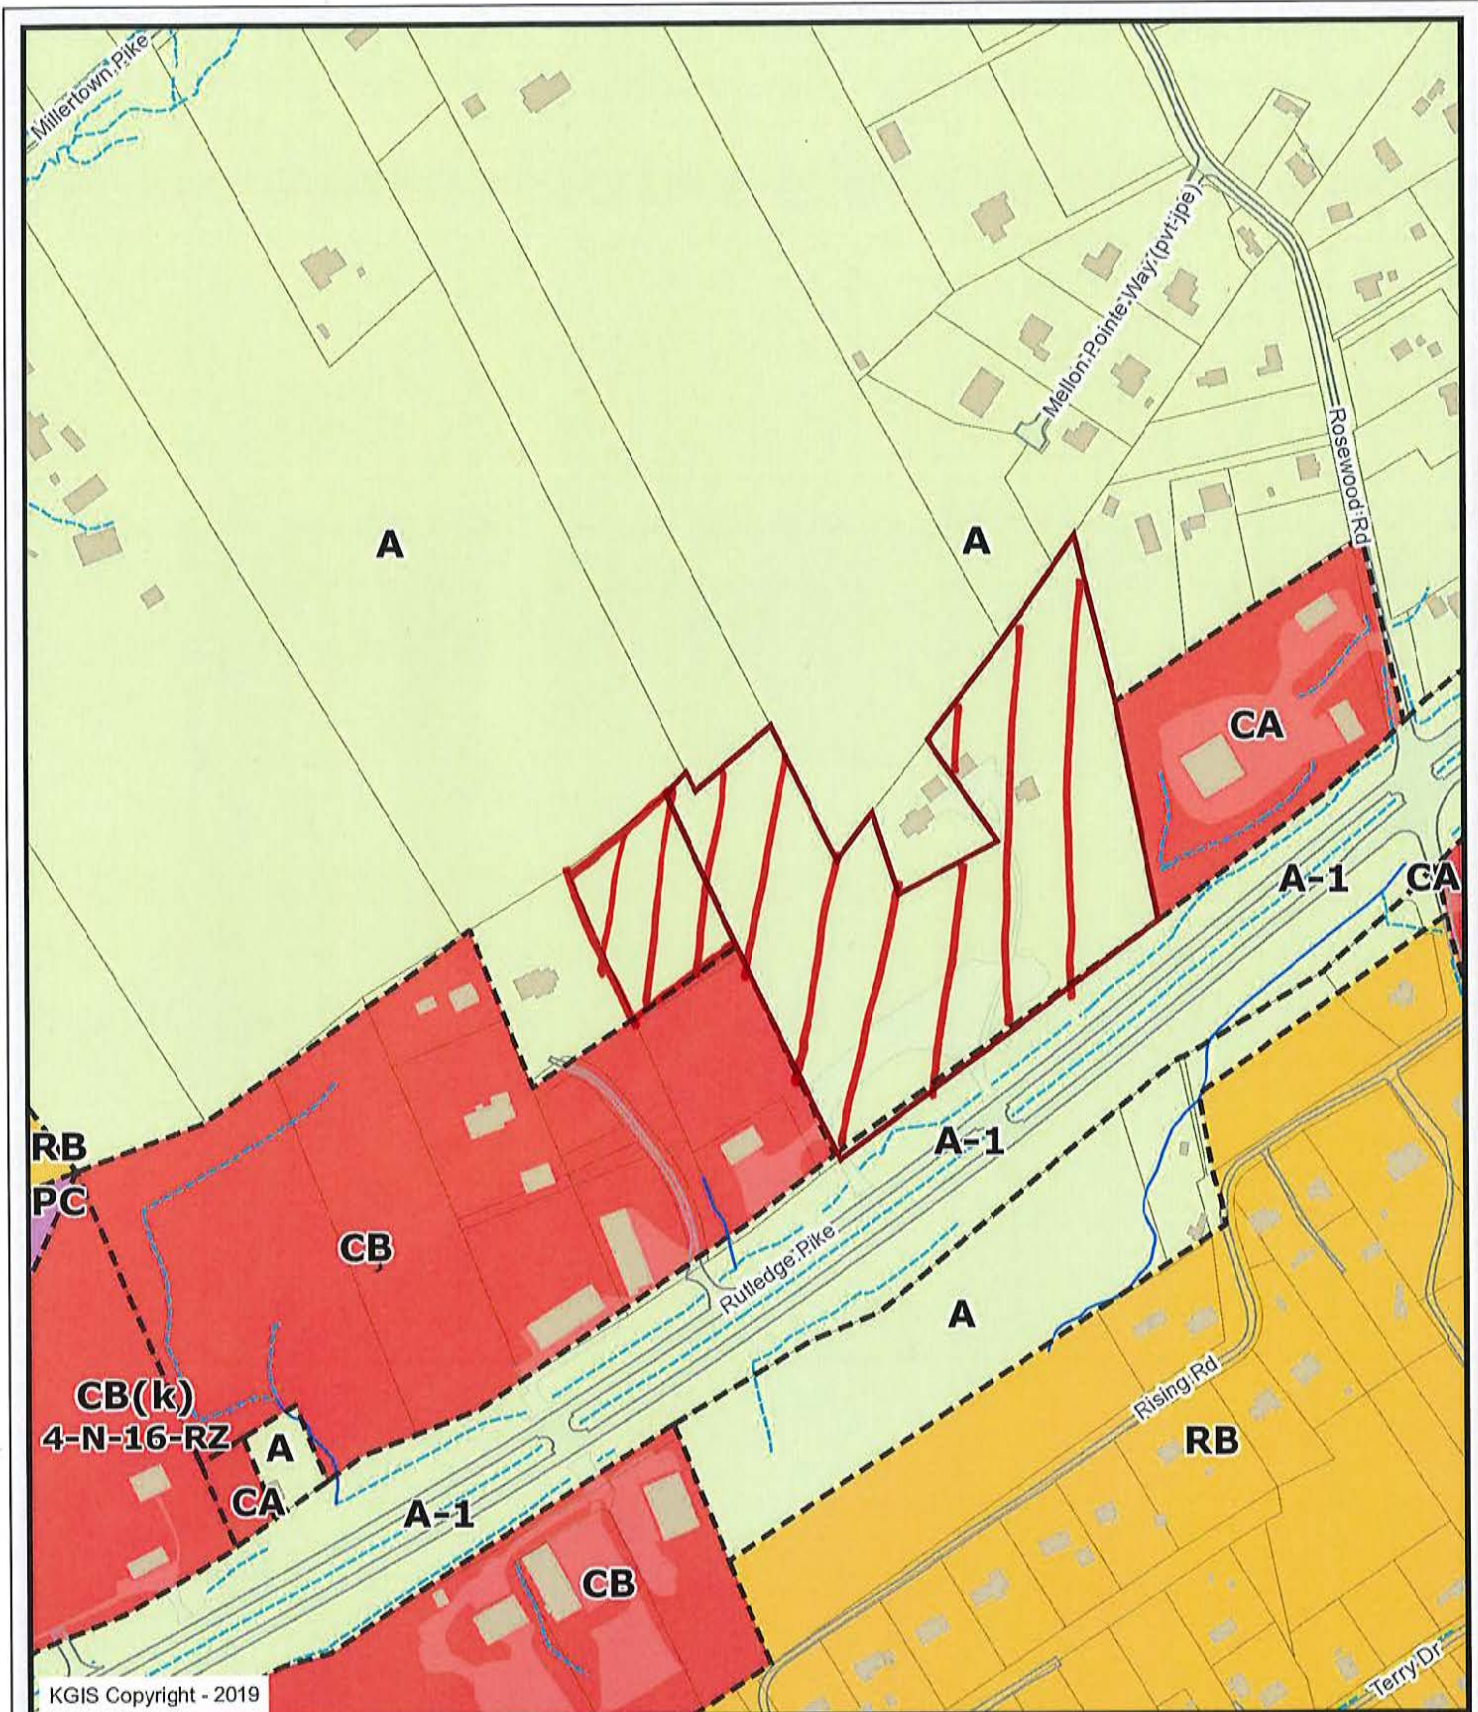 Millertown Pike
Mellon Pointe Way (pvt-jpe)
Rosewood Rd
A
A
CA
A-1
CA
RB
PC
A-1
CB
Rutledge Pike
A
CB(k)
4-N-16-RZ
A
CA
A-1
Rising Rd
RB
CB
Terry Dr
KGIS Copyright - 2019